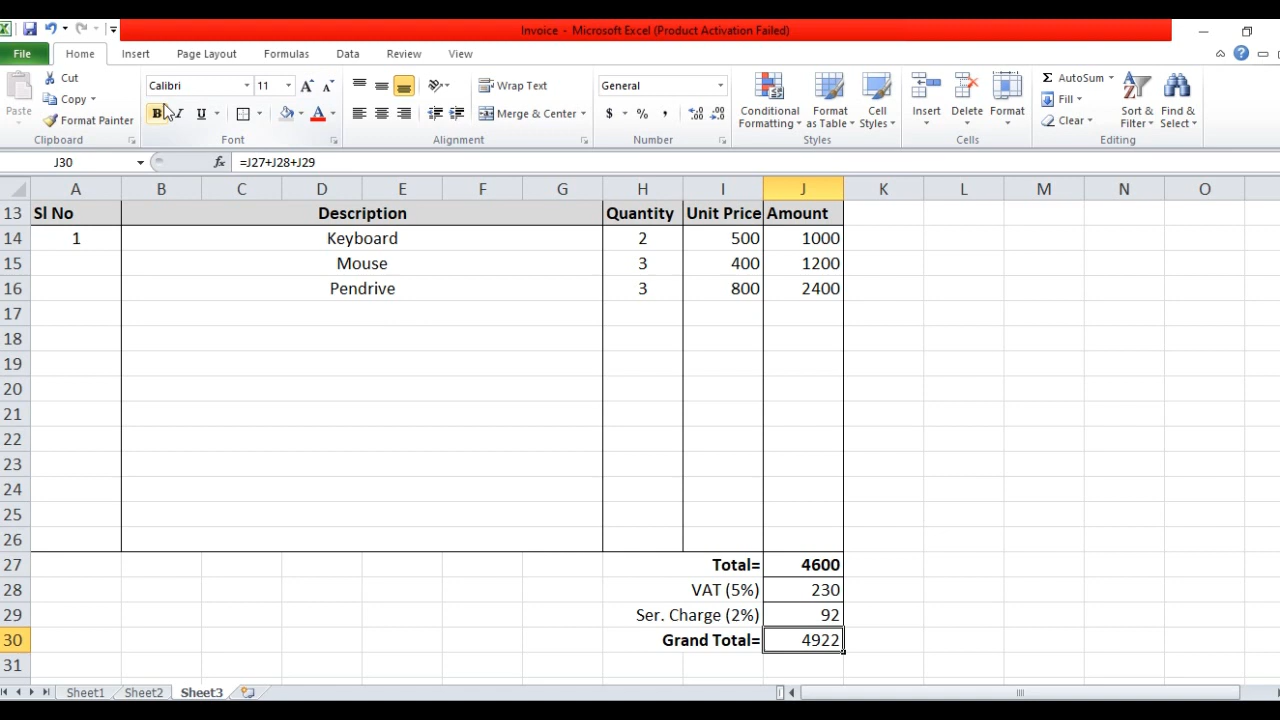 Invoice - Microsoft Excel (Product Activation Failed)
File Home Insert Page Layout Formulas Data Review View
Paste
Cut
Copy
Format Painter
Clipboard
Calibri 11
B U
Font
Wrap Text
Merge & Center
Alignment
General
$ % ,
Number
Conditional Formatting
Format as Table
Cell Styles
Styles
Insert
Delete
Format
Cells
Σ AutoSum
Fill
Clear
Sort & Filter
Find & Select
Editing
J30 fx =J27+J28+J29
A B C D E F G H I J K L M N O
13 Sl No Description Quantity Unit Price Amount
14 1 Keyboard 2 500 1000
15 Mouse 3 400 1200
16 Pendrive 3 800 2400
17
18
19
20
21
22
23
24
25
26
27 Total= 4600
28 VAT (5%) 230
29 Ser. Charge (2%) 92
30 Grand Total= 4922
31
Sheet1 Sheet2 Sheet3